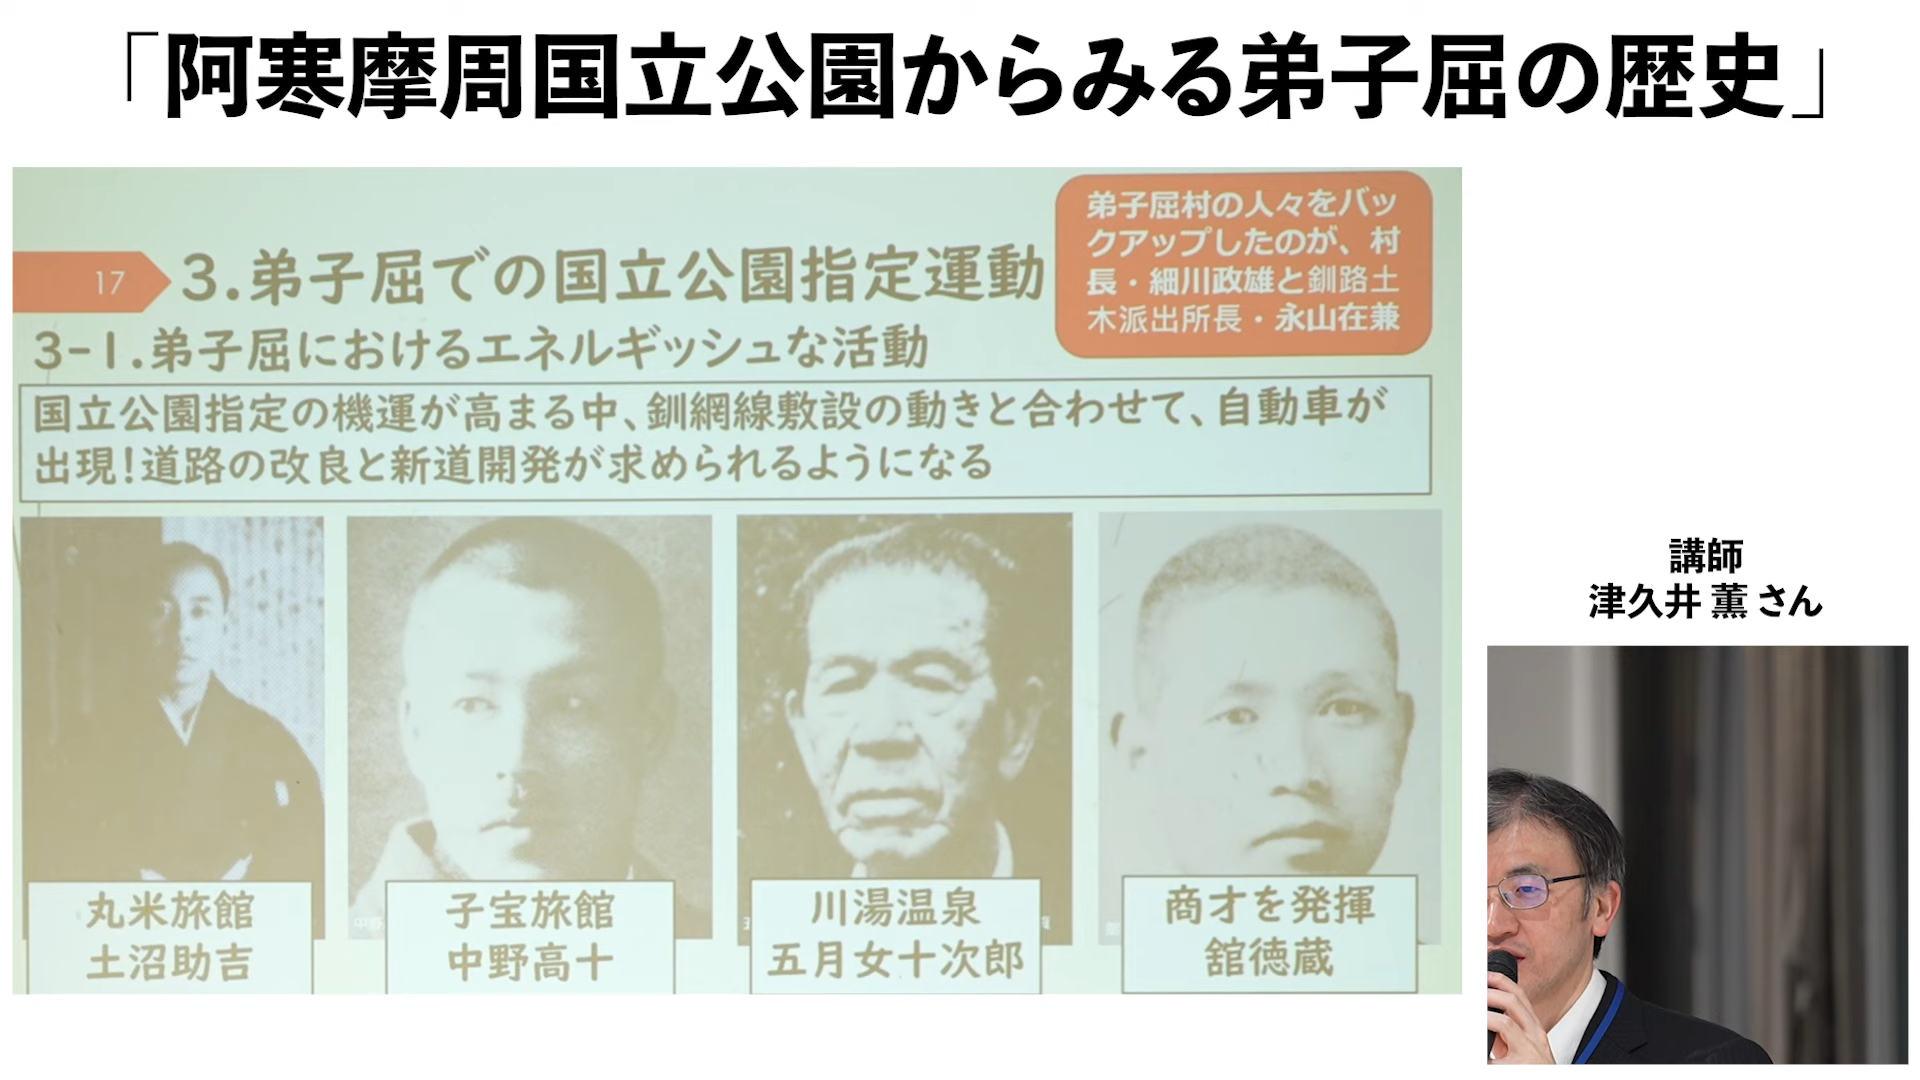 「阿寒摩周国立公園からみる弟子屈の歴史」
弟子屈村の人々をバッ
クアップしたのが、村
長・細川政雄と釧路土
木派出所長・永山在兼
17
3.弟子屈での国立公園指定運動
3-1.弟子屈におけるエネルギッシュな活動
国立公園指定の機運が高まる中、釧網線敷設の動きと合わせて、自動車が
出現!道路の改良と新道開発が求められるようになる
丸米旅館
土沼助吉
子宝旅館
中野高十
川湯温泉
五月女十次郎
商才を発揮
舘徳蔵
講師
津久井 薫 さん